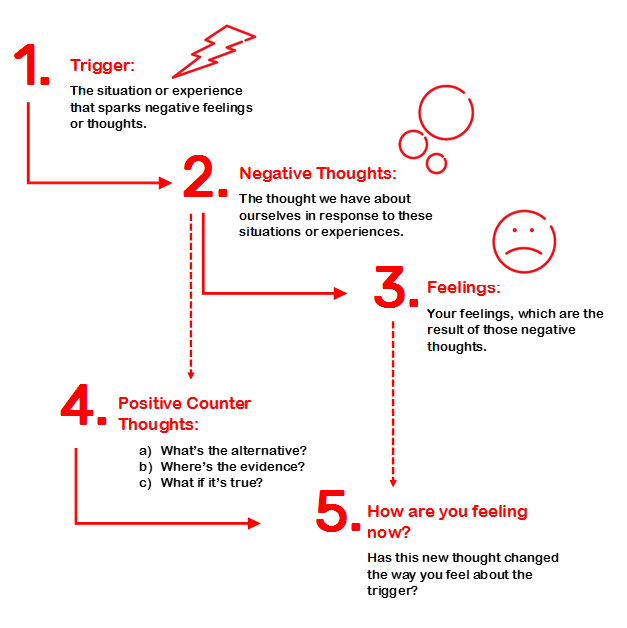 1.
Trigger:
The situation or experience
that sparks negative feelings
or thoughts.
2.
Negative Thoughts:
The thought we have about
ourselves in response to these
situations or experiences.
3.
Feelings:
Your feelings, which are the
result of those negative
thoughts.
4.
Positive Counter
Thoughts:
a) What's the alternative?
b) Where's the evidence?
c) What if it's true?
5.
How are you feeling
now?
Has this new thought changed
the way you feel about the
trigger?